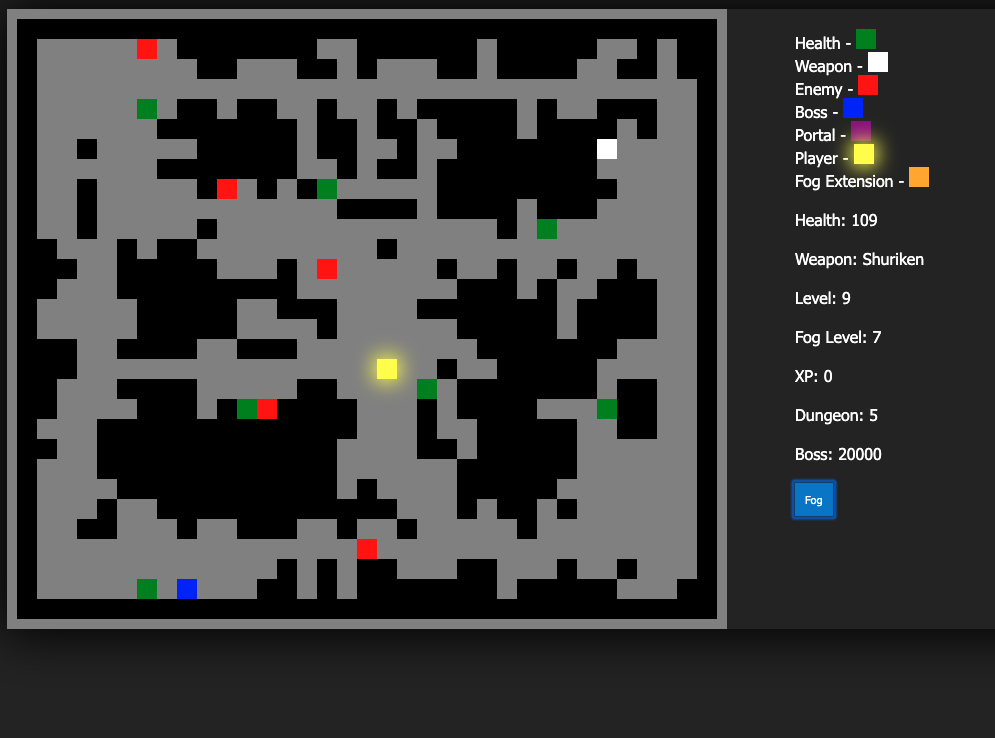 Health -
Weapon -
Enemy -
Boss -
Portal -
Player -
Fog Extension -
Health: 109
Weapon: Shuriken
Level: 9
Fog Level: 7
XP: 0
Dungeon: 5
Boss: 20000
Fog